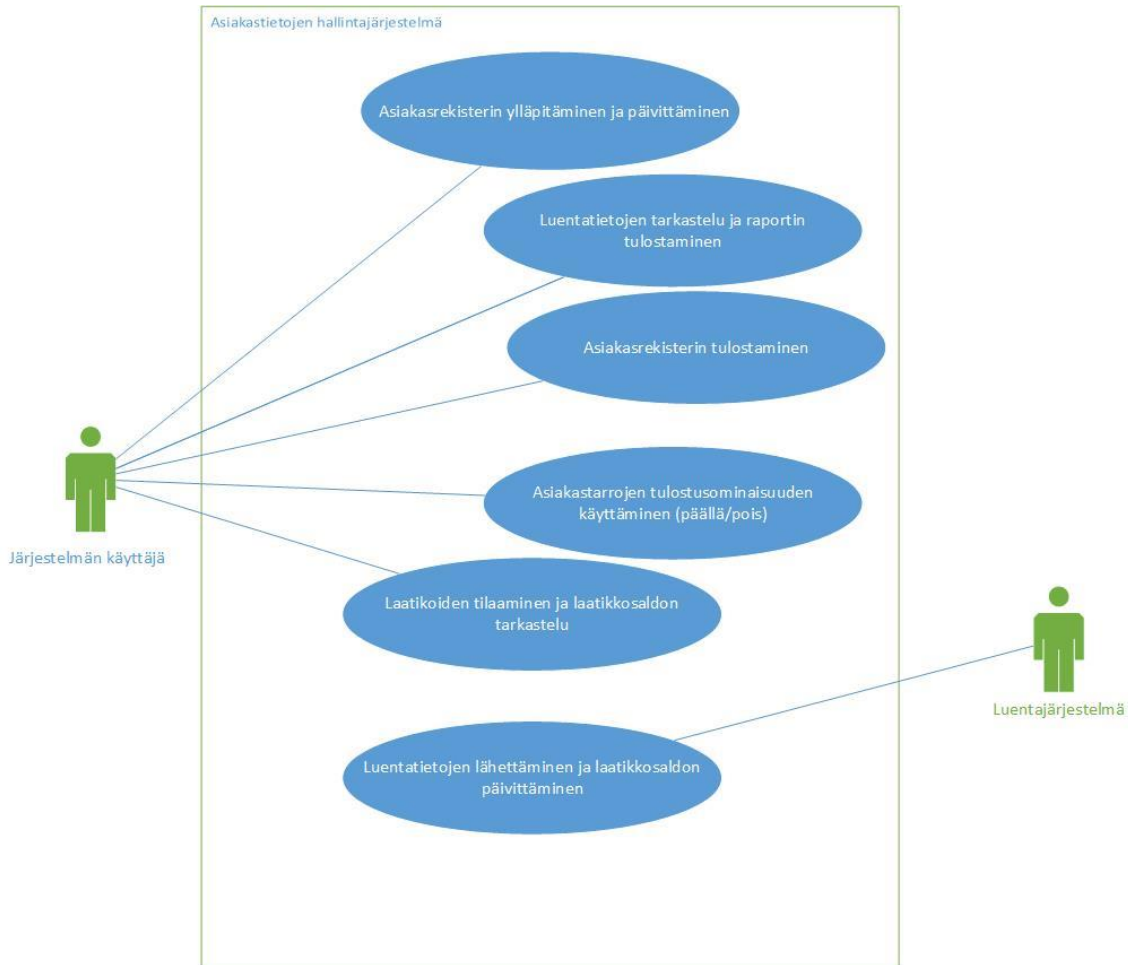 Asiakastietojen hallintajärjestelmä
Asiakasrekisterin ylläpitäminen ja päivittäminen
Luentatietojen tarkastelu ja raportin
tulostaminen
Asiakasrekisterin tulostaminen
Asiakastarrojen tulostusominaisuuden
käyttäminen (päällä/pois)
Järjestelmän käyttäjä
Laatikoiden tilaaminen ja laatikkosaldon
tarkastelu
Luentajärjestelmä
Luentatietojen lähettäminen ja laatikkosaldon
päivittäminen